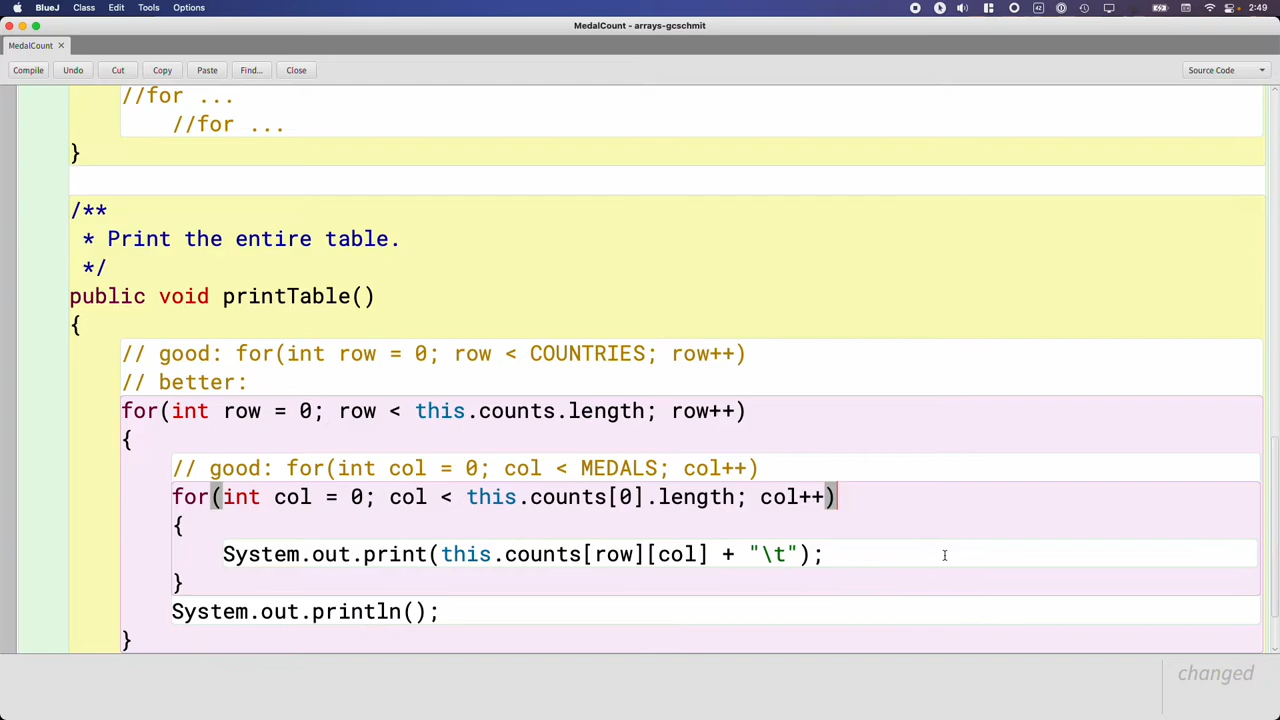 BlueJ Class Edit Tools Options 2:49
MedalCount - arrays-gcschmit
MedalCount ×
Compile Undo Cut Copy Paste Find... Close Source Code
//for ...
//for ...
}
/**
* Print the entire table.
*/
public void printTable()
{
// good: for(int row = 0; row < COUNTRIES; row++)
// better:
for(int row = 0; row < this.counts.length; row++)
{
// good: for(int col = 0; col < MEDALS; col++)
for(int col = 0; col < this.counts[0].length; col++)
{
System.out.print(this.counts[row][col] + "\t");
}
System.out.println();
}
changed